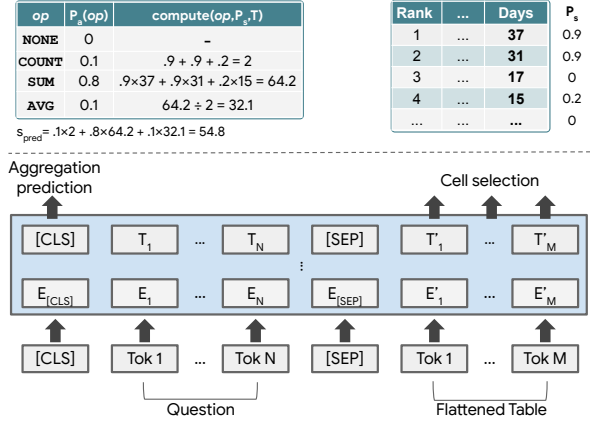 op Pa(op) compute(op,Ps,T)
NONE 0 -
COUNT 0.1 .9 + .9 + .2 = 2
SUM 0.8 .9×37 + .9×31 + .2×15 = 64.2
AVG 0.1 64.2 ÷ 2 = 32.1
spred= .1×2 + .8×64.2 + .1×32.1 = 54.8
Rank ... Days Ps
1 ... 37 0.9
2 ... 31 0.9
3 ... 17 0
4 ... 15 0.2
... ... ... 0
Aggregation
prediction
Cell selection
[CLS] T1 ... TN [SEP] T'1 ... T'M
...
E[CLS] E1 ... EN E[SEP] E'1 ... E'M
[CLS] Tok 1 ... Tok N [SEP] Tok 1 ... Tok M
Question Flattened Table